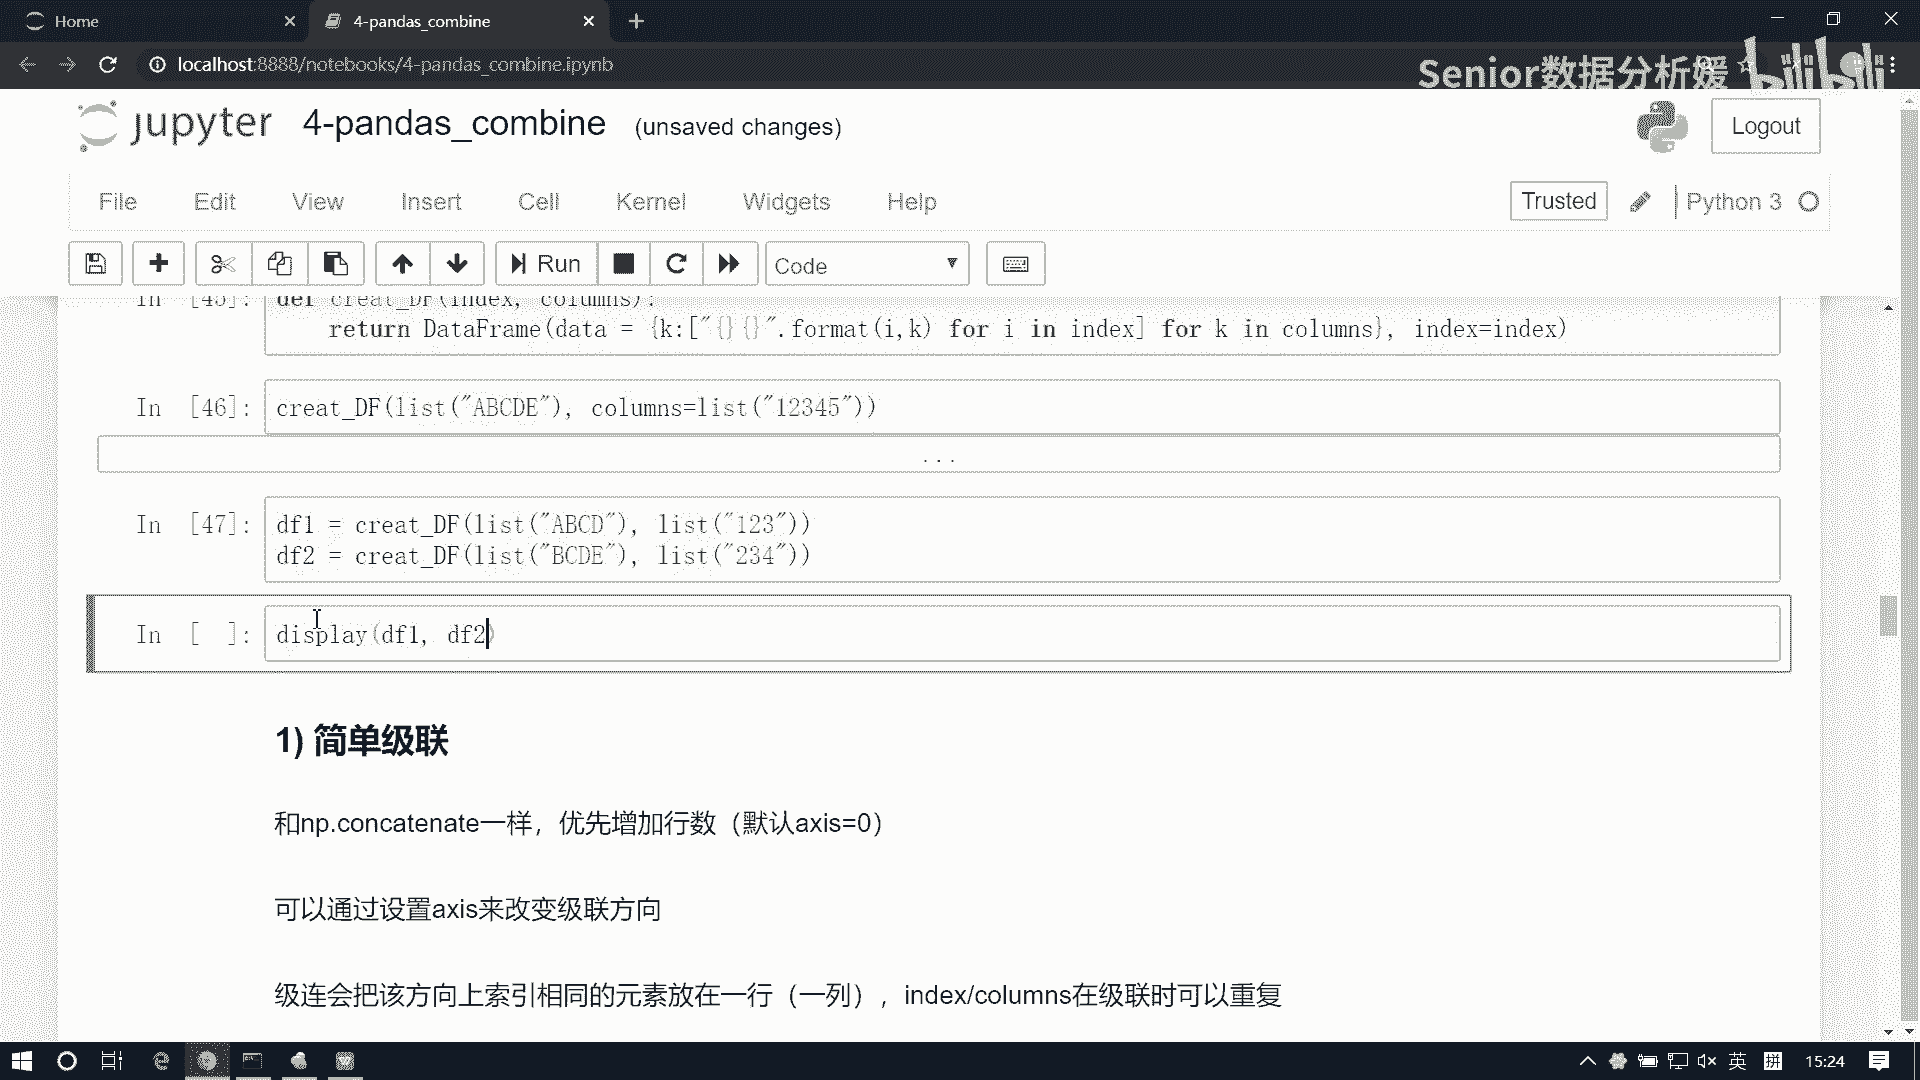 Home
4-pandas_combine
localhost:8888/notebooks/4-pandas_combine.ipynb
Senior数据分析媛 bilibili
jupyter 4-pandas_combine (unsaved changes)
Logout
File Edit View Insert Cell Kernel Widgets Help
Trusted Python 3
Run
Code
In [45]: def creat_DF(index, columns):
return DataFrame(data = {k:["{}{}".format(i,k) for i in index] for k in columns}, index=index)
In [46]: creat_DF(list("ABCDE"), columns=list("12345"))
...
In [47]: df1 = creat_DF(list("ABCD"), list("123"))
df2 = creat_DF(list("BCDE"), list("234"))
In [ ]: display(df1, df2)
1) 简单级联
和np.concatenate一样，优先增加行数（默认axis=0）
可以通过设置axis来改变级联方向
级连会把该方向上索引相同的元素放在一行（一列），index/columns在级联时可以重复
英 拼 15:24